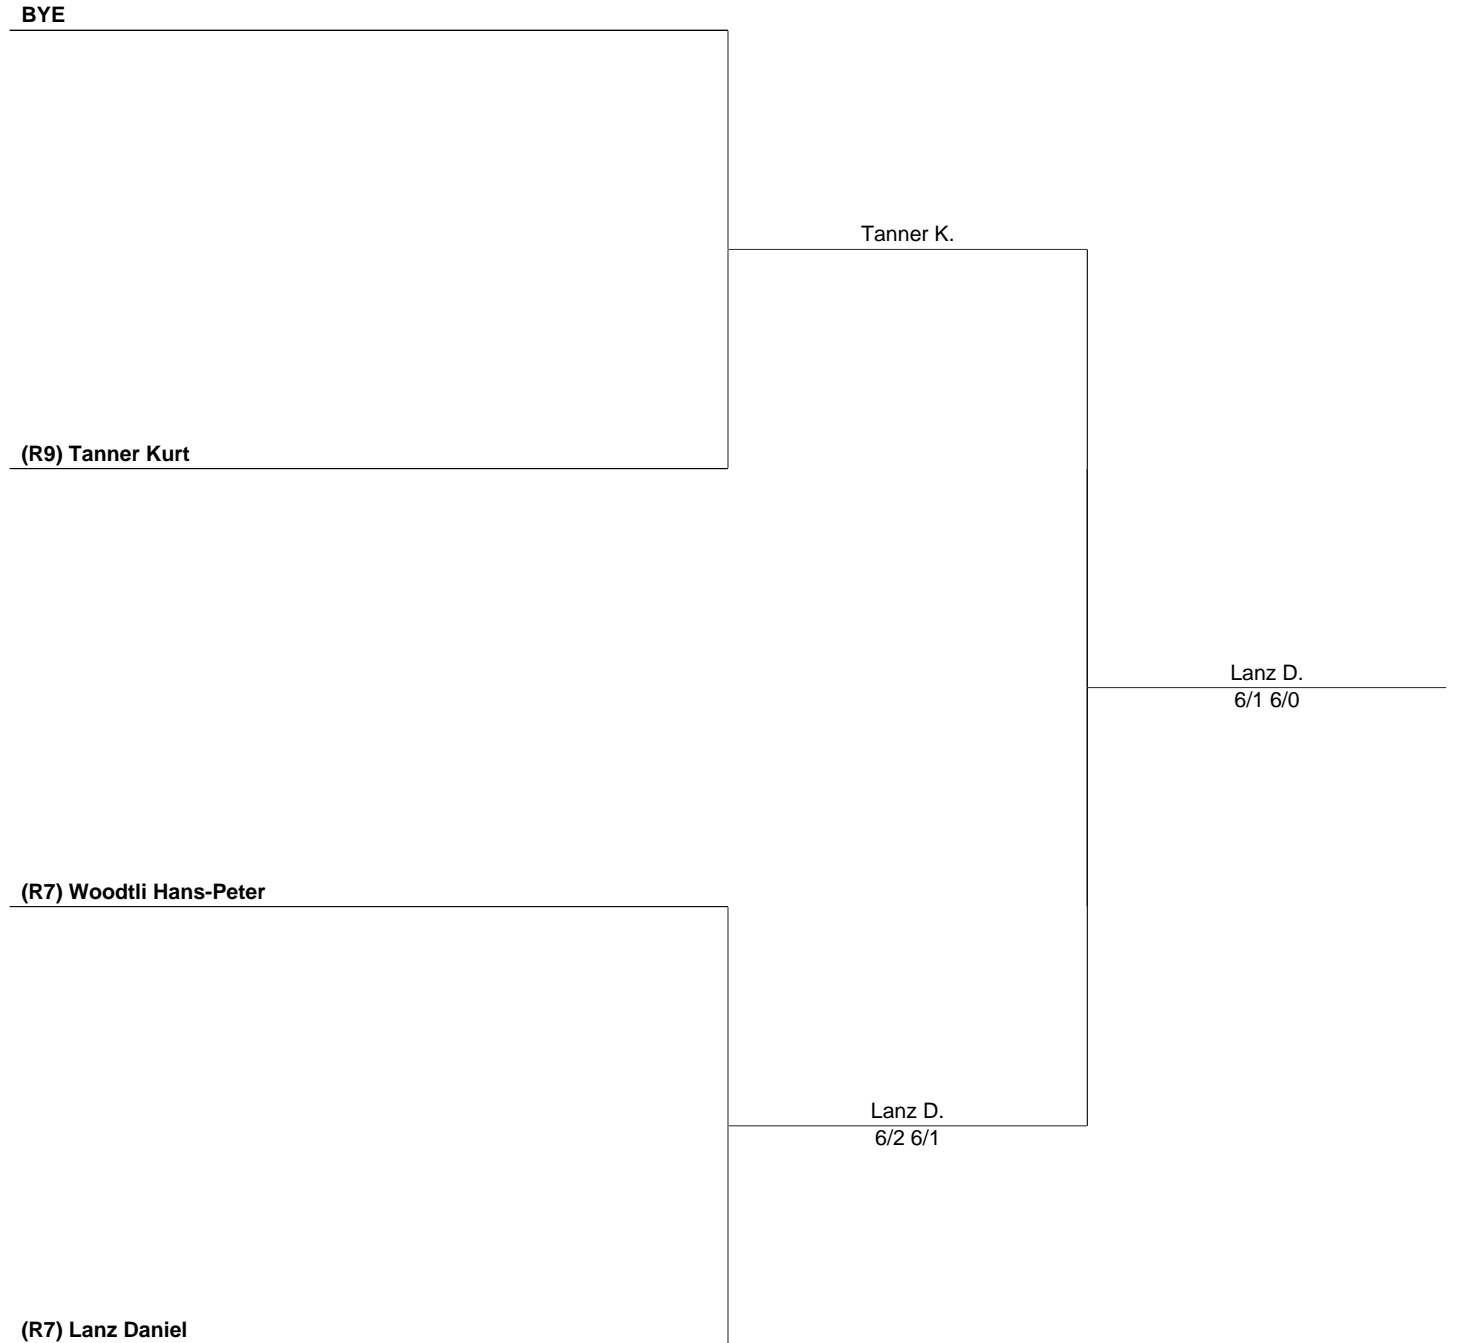 BYE
Tanner K.
(R9) Tanner Kurt
Lanz D.
6/1 6/0
(R7) Woodtli Hans-Peter
Lanz D.
6/2 6/1
(R7) Lanz Daniel